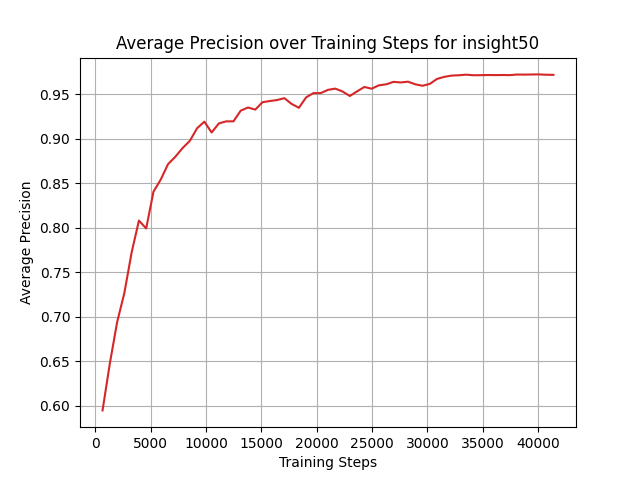 Average Precision over Training Steps for insight50
Average Precision
0.95
0.90
0.85
0.80
0.75
0.70
0.65
0.60
0 5000 10000 15000 20000 25000 30000 35000 40000
Training Steps